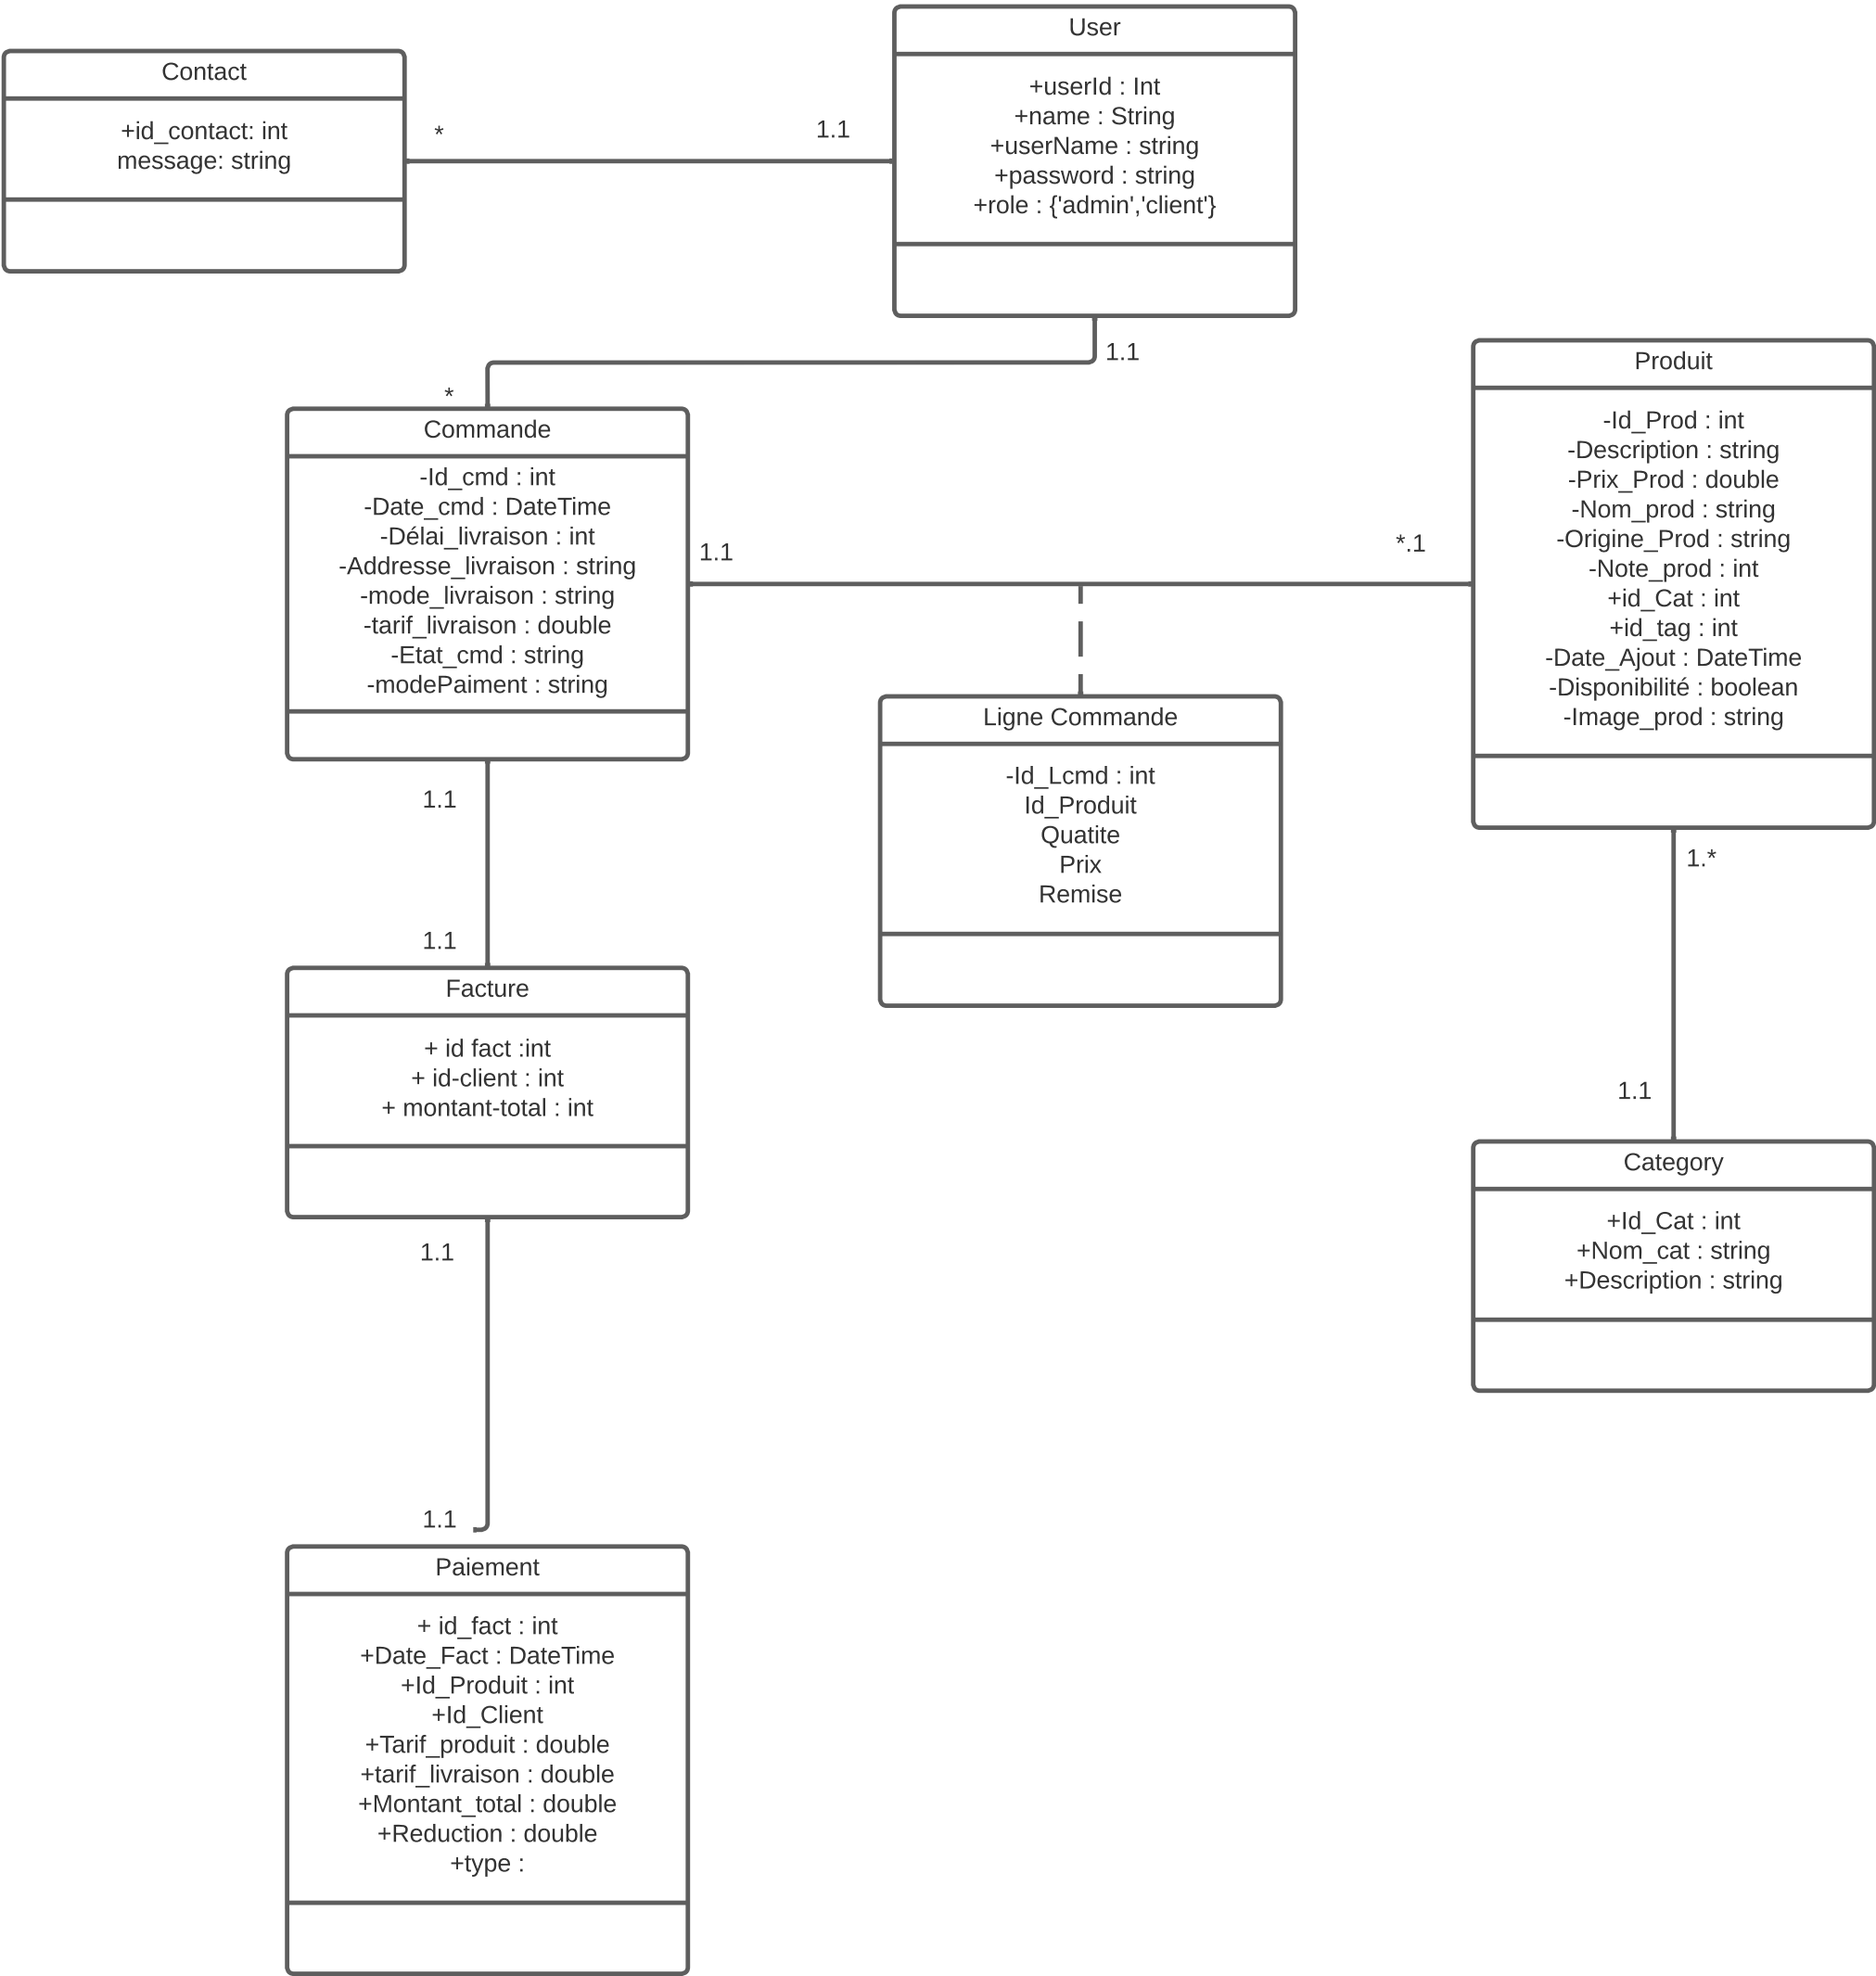 User
+userId : Int
+name : String
+userName : string
+password : string
+role : {'admin','client'}
Contact
+id_contact: int
message: string
*
1.1
1.1
*
Commande
-Id_cmd : int
-Date_cmd : DateTime
-Délai_livraison : int
-Addresse_livraison : string
-mode_livraison : string
-tarif_livraison : double
-Etat_cmd : string
-modePaiment : string
1.1
*.1
Produit
-Id_Prod : int
-Description : string
-Prix_Prod : double
-Nom_prod : string
-Origine_Prod : string
-Note_prod : int
+id_Cat : int
+id_tag : int
-Date_Ajout : DateTime
-Disponibilité : boolean
-Image_prod : string
Ligne Commande
-Id_Lcmd : int
Id_Produit
Quatite
Prix
Remise
1.1
1.1
1.*
1.1
Facture
+ id fact :int
+ id-client : int
+ montant-total : int
Category
+Id_Cat : int
+Nom_cat : string
+Description : string
1.1
1.1
Paiement
+ id_fact : int
+Date_Fact : DateTime
+Id_Produit : int
+Id_Client
+Tarif_produit : double
+tarif_livraison : double
+Montant_total : double
+Reduction : double
+type :